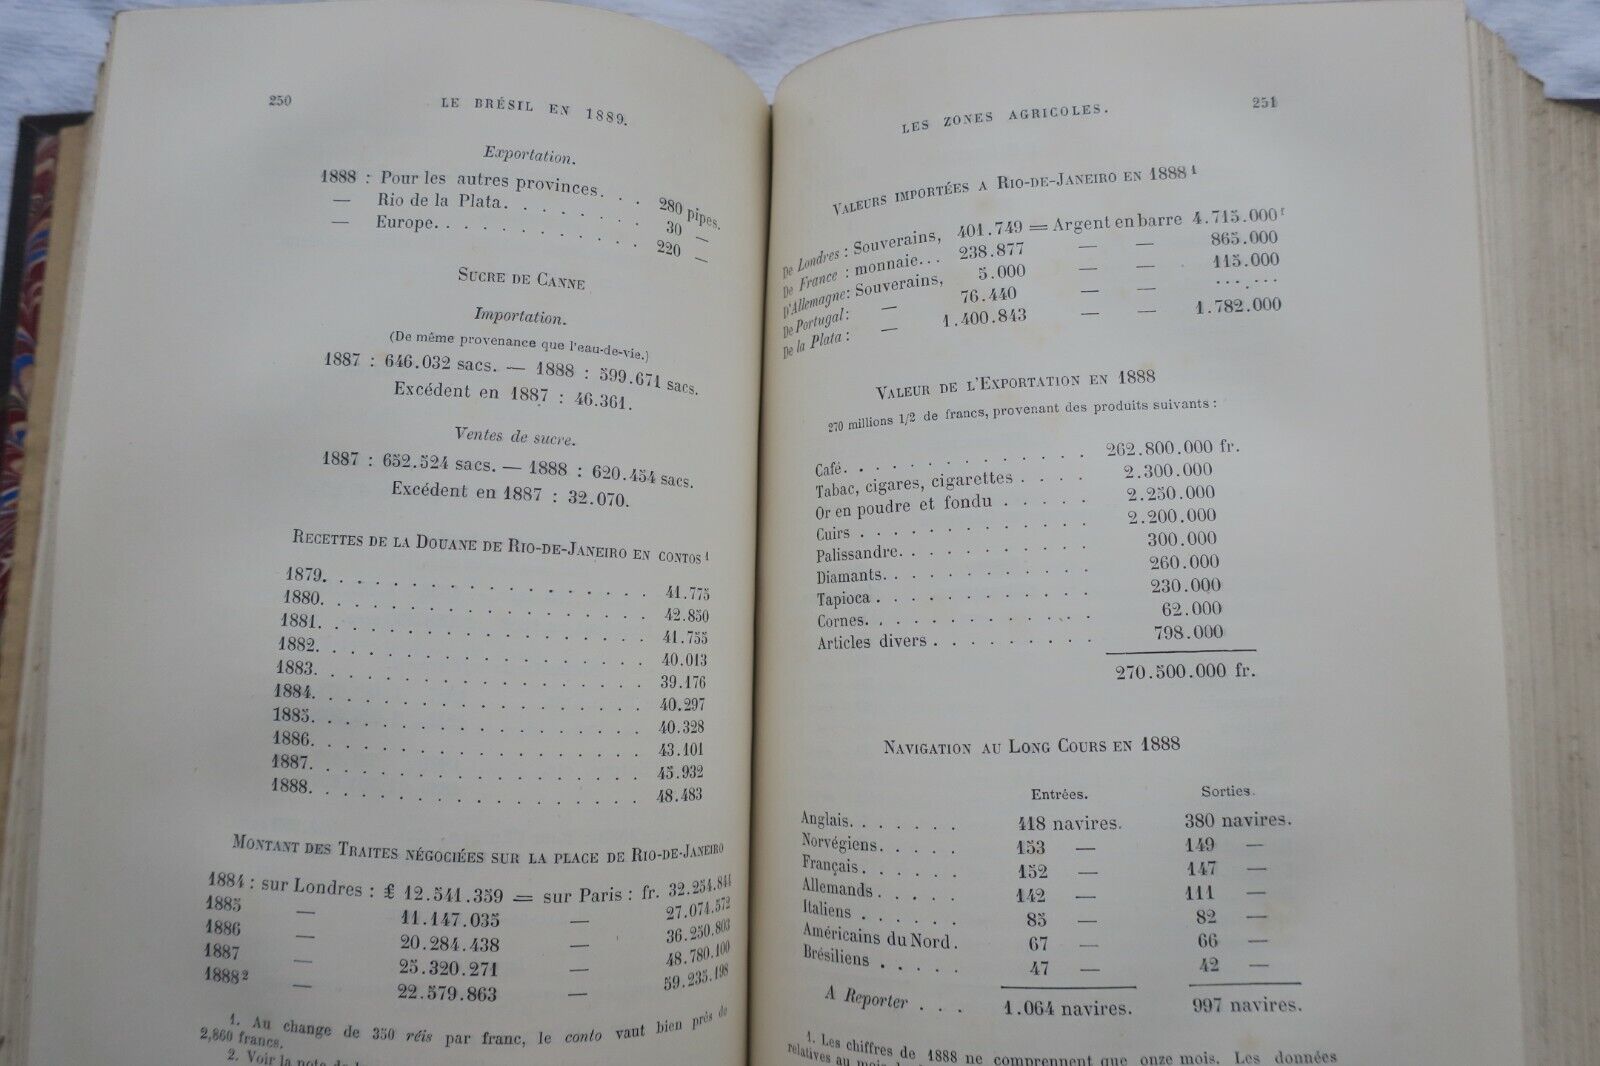 250
LE BRÉSIL EN 1889.
Exportation.
1888 : Pour les autres provinces. . . 280 pipes.
— Rio de la Plata. . . . . . . . 30 —
— Europe. . . . . . . . . . . . 220 —
SUCRE DE CANNE
Importation.
(De même provenance que l'eau-de-vie.)
1887 : 646.032 sacs. — 1888 : 599.671 sacs.
Excédent en 1887 : 46.361.
Ventes de sucre.
1887 : 652.524 sacs. — 1888 : 620.454 sacs.
Excédent en 1887 : 32.070.
RECETTES DE LA DOUANE DE RIO-DE-JANEIRO EN CONTOS 1
1879. . . . . . . . . . . . . . . . . 41.775
1880. . . . . . . . . . . . . . . . . 42.850
1881. . . . . . . . . . . . . . . . . 41.755
1882. . . . . . . . . . . . . . . . . 40.013
1883. . . . . . . . . . . . . . . . . 39.176
1884. . . . . . . . . . . . . . . . . 40.297
1885. . . . . . . . . . . . . . . . . 40.328
1886. . . . . . . . . . . . . . . . . 43.101
1887. . . . . . . . . . . . . . . . . 45.932
1888. . . . . . . . . . . . . . . . . 48.483
MONTANT DES TRAITES NÉGOCIÉES SUR LA PLACE DE RIO-DE-JANEIRO
1884 : sur Londres : £ 12.541.359 = sur Paris : fr. 32.254.844
1885 — 11.147.035 — 27.074.572
1886 — 20.284.438 — 36.250.803
1887 — 25.320.271 — 48.780.100
1888 2 — 22.579.863 — 59.235.198
1. Au change de 350 réis par franc, le conto vaut bien près de
2,860 francs.
2. Voir la note de
LES ZONES AGRICOLES.
251
VALEURS IMPORTÉES A RIO-DE-JANEIRO EN 1888 1
De Londres : Souverains, 401.749 = Argent en barre 4.715.000 f
De France : monnaie... 238.877 — — 865.000
D'Allemagne : Souverains, 5.000 — — 115.000
De Portugal : — 76.440 — — ... ...
De la Plata : — 1.400.843 — — 1.782.000
VALEUR DE L'EXPORTATION EN 1888
270 millions 1/2 de francs, provenant des produits suivants :
Café. . . . . . . . . . . . . . 262.800.000 fr.
Tabac, cigares, cigarettes . . . . 2.300.000
Or en poudre et fondu . . . . . 2.250.000
Cuirs . . . . . . . . . . . . 2.200.000
Palissandre. . . . . . . . . . . 300.000
Diamants. . . . . . . . . . . . 260.000
Tapioca . . . . . . . . . . . . 230.000
Cornes. . . . . . . . . . . . . 62.000
Articles divers . . . . . . . . . 798.000
270.500.000 fr.
NAVIGATION AU LONG COURS EN 1888
Entrées. Sorties.
Anglais. . . . . . . 418 navires. 380 navires.
Norvégiens. . . . . 153 — 149 —
Français. . . . . . 152 — 147 —
Allemands . . . . . 142 — 111 —
Italiens . . . . . . 85 — 82 —
Américains du Nord. 67 — 66 —
Brésiliens . . . . . 47 — 42 —
A Reporter . . . 1.064 navires. 997 navires.
1. Les chiffres de 1888 ne comprennent que onze mois. Les données
relatives au mois